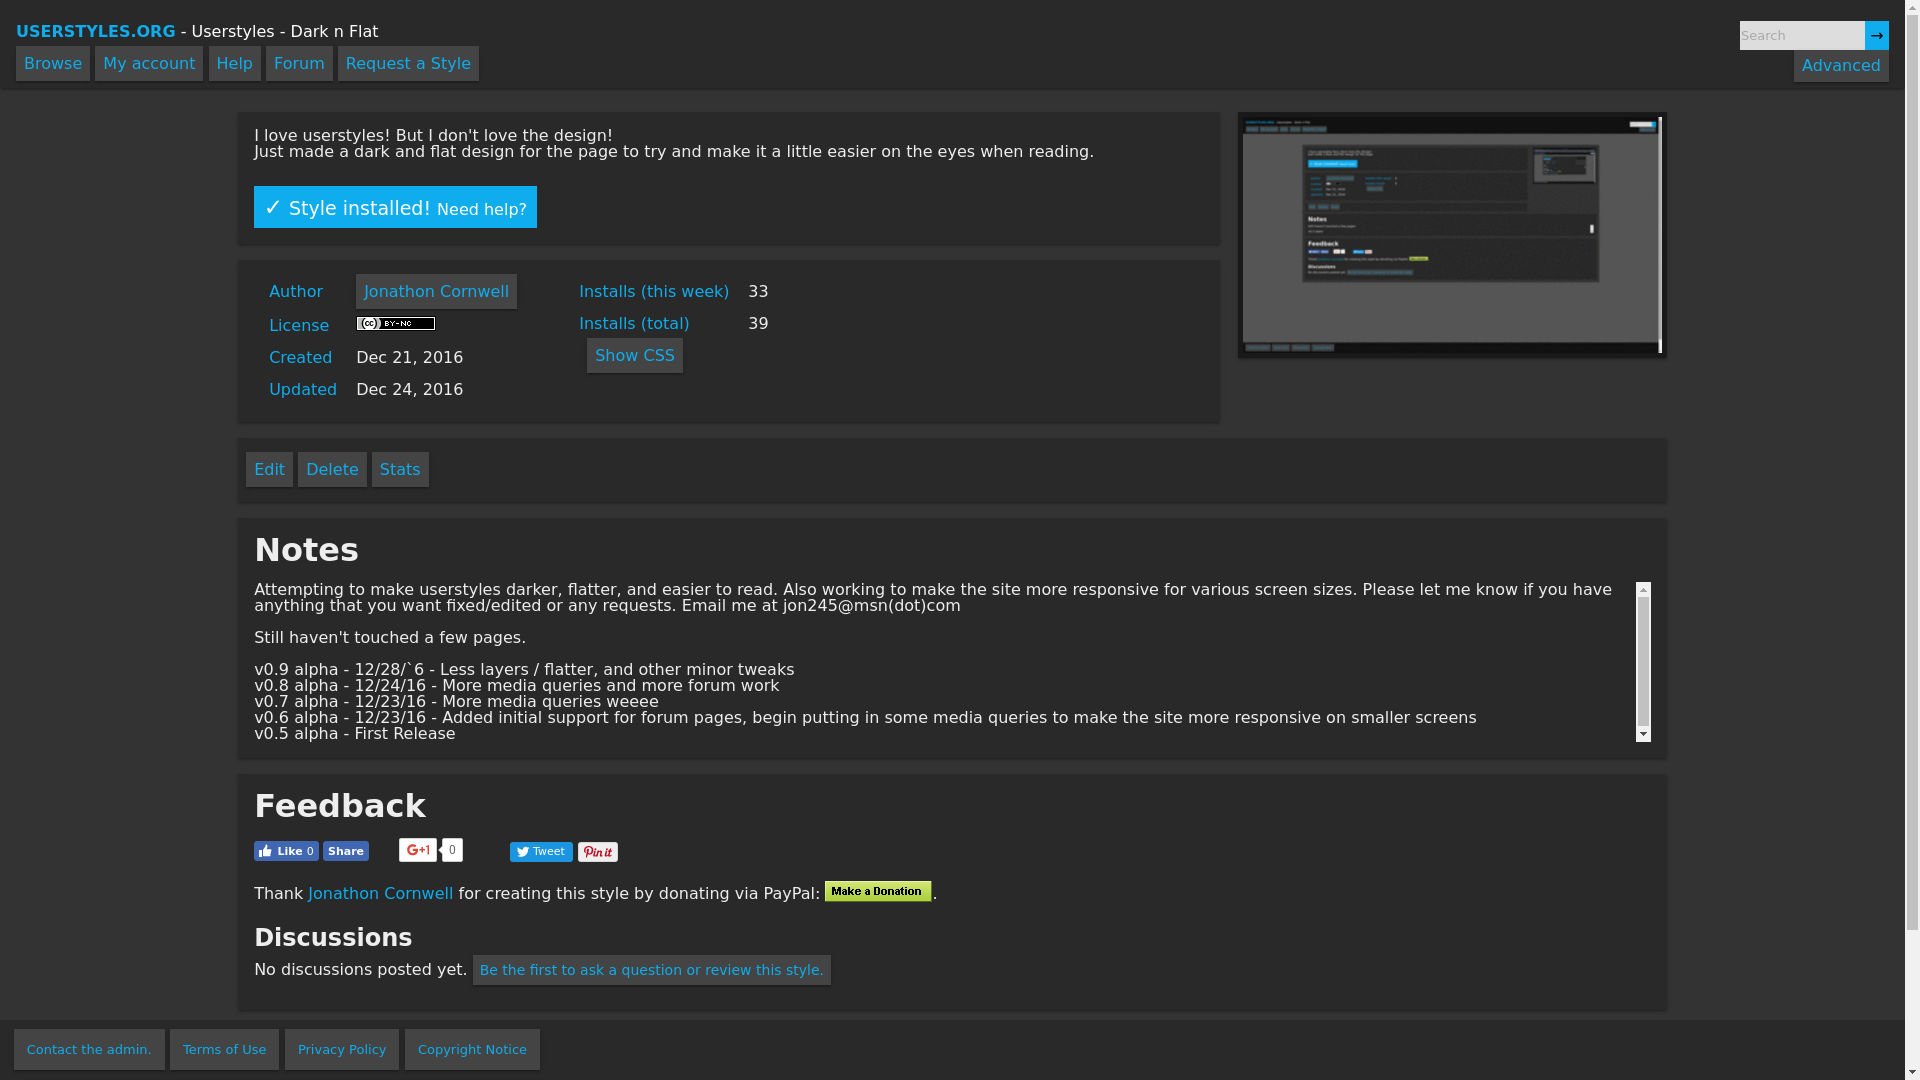 USERSTYLES.ORG - Userstyles - Dark n Flat
Search →
Browse My account Help Forum Request a Style
Advanced
I love userstyles! But I don't love the design!
Just made a dark and flat design for the page to try and make it a little easier on the eyes when reading.
✓ Style installed! Need help?
Author Jonathon Cornwell
License BY-NC
Created Dec 21, 2016
Updated Dec 24, 2016
Installs (this week) 33
Installs (total) 39
Show CSS
Edit Delete Stats
Notes
Attempting to make userstyles darker, flatter, and easier to read. Also working to make the site more responsive for various screen sizes. Please let me know if you have
anything that you want fixed/edited or any requests. Email me at jon245@msn(dot)com
Still haven't touched a few pages.
v0.9 alpha - 12/28/`6 - Less layers / flatter, and other minor tweaks
v0.8 alpha - 12/24/16 - More media queries and more forum work
v0.7 alpha - 12/23/16 - More media queries weeee
v0.6 alpha - 12/23/16 - Added initial support for forum pages, begin putting in some media queries to make the site more responsive on smaller screens
v0.5 alpha - First Release
Feedback
Like 0 Share G+1 0 Tweet Pin it
Thank Jonathon Cornwell for creating this style by donating via PayPal: Make a Donation.
Discussions
No discussions posted yet. Be the first to ask a question or review this style.
Contact the admin. Terms of Use Privacy Policy Copyright Notice
Notes
Feedback
Discussions